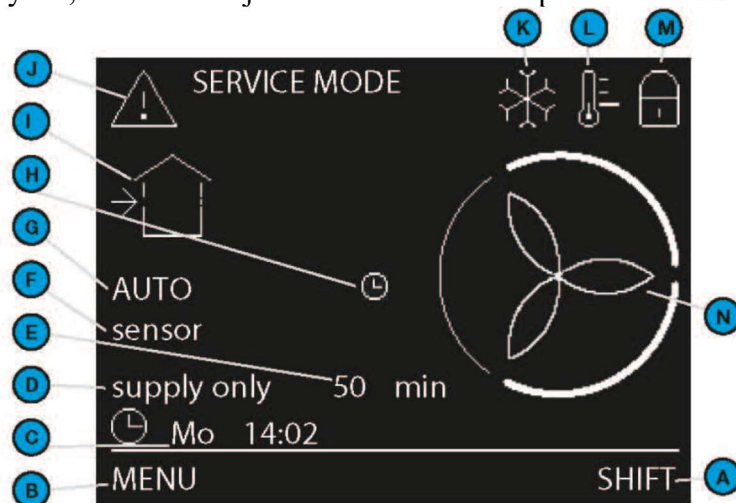 K L M
J SERVICE MODE
I
H
G AUTO
F sensor
E N
D supply only 50 min
C Mo 14:02
B MENU SHIFT A